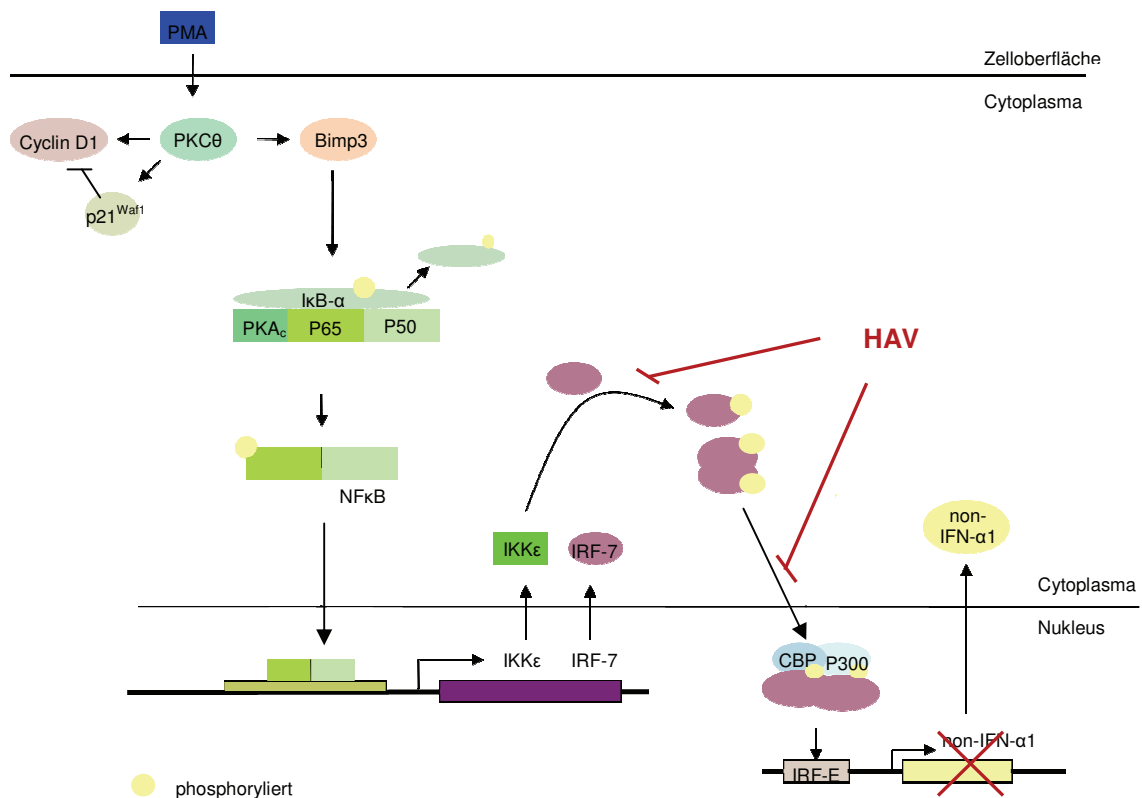 PMA
Zelloberfläche
Cytoplasma
Cyclin D1
PKCθ
Bimp3
p21Waf1
IκB-α
PKAc
P65
P50
HAV
NFκB
non-
IFN-α1
IKKε
IRF-7
Cytoplasma
Nukleus
IKKε
IRF-7
CBP
P300
non-IFN-α1
IRF-E
phosphoryliert